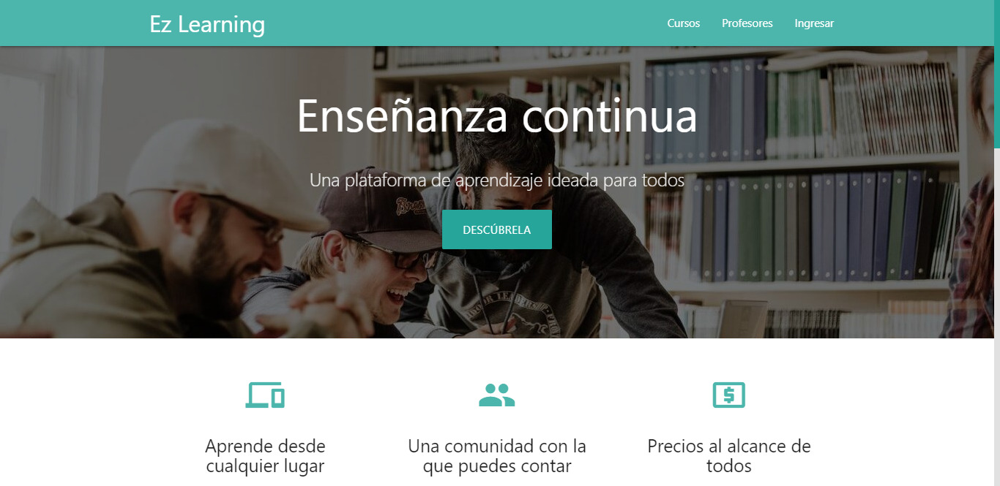 Ez Learning
Cursos Profesores Ingresar
Enseñanza continua
Una plataforma de aprendizaje ideada para todos
DESCÚBRELA
Aprende desde
cualquier lugar
Una comunidad con la
que puedes contar
Precios al alcance de
todos